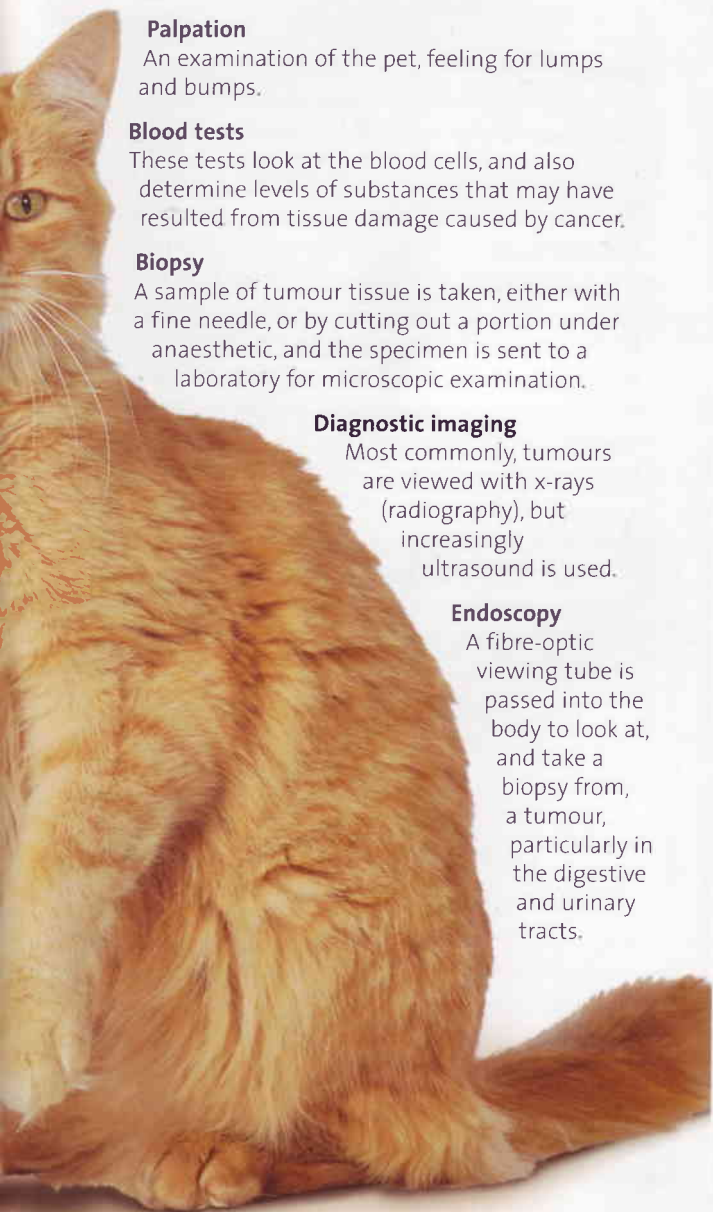 Palpation
An examination of the pet, feeling for lumps
and bumps.
Blood tests
These tests look at the blood cells, and also
determine levels of substances that may have
resulted from tissue damage caused by cancer.
Biopsy
A sample of tumour tissue is taken, either with
a fine needle, or by cutting out a portion under
anaesthetic, and the specimen is sent to a
laboratory for microscopic examination.
Diagnostic imaging
Most commonly, tumours
are viewed with x-rays
(radiography), but
increasingly
ultrasound is used.
Endoscopy
A fibre-optic
viewing tube is
passed into the
body to look at,
and take a
biopsy from,
a tumour,
particularly in
the digestive
and urinary
tracts.